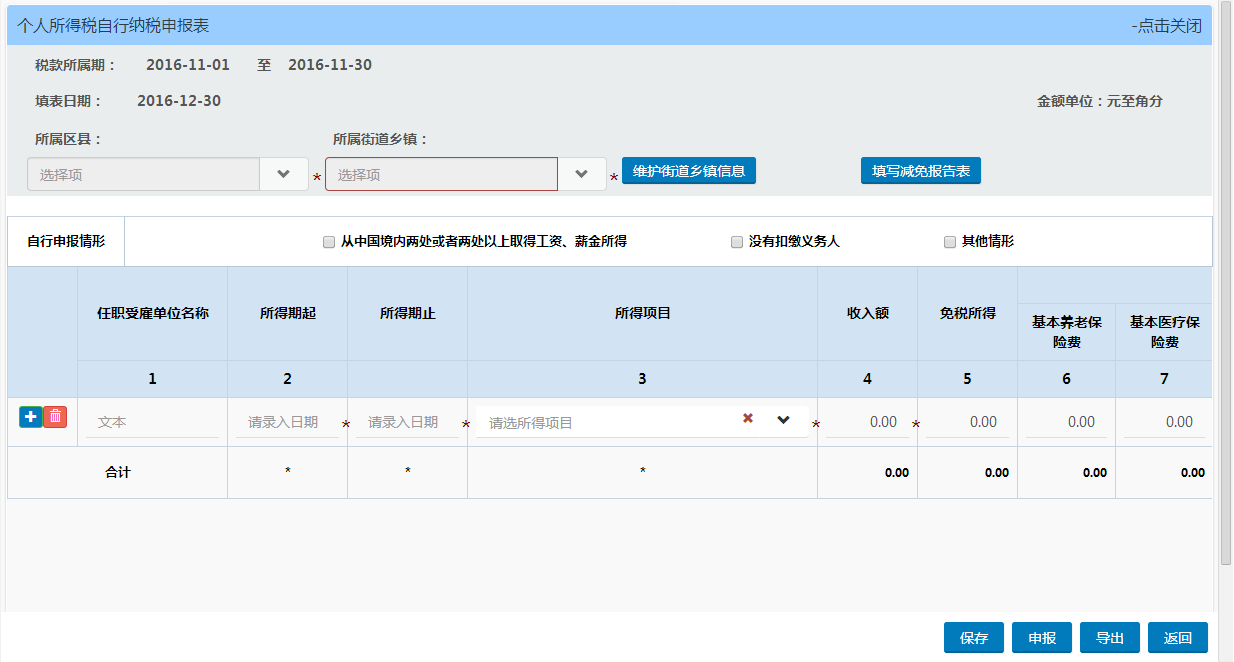 个人所得税自行纳税申报表 -点击关闭
税款所属期： 2016-11-01 至 2016-11-30
填表日期： 2016-12-30 金额单位：元至角分
所属区县： 所属街道乡镇：
选择项 * 选择项 * 维护街道乡镇信息 填写减免报告表
自行申报情形 从中国境内两处或者两处以上取得工资、薪金所得 没有扣缴义务人 其他情形
任职受雇单位名称 所得期起 所得期止 所得项目 收入额 免税所得 基本养老保 基本医疗保
险费 险费
1 2 3 4 5 6 7
文本 请录入日期 * 请录入日期 * 请选所得项目 * 0.00 * 0.00 0.00 0.00
合计 * * * 0.00 0.00 0.00 0.00
保存 申报 导出 返回